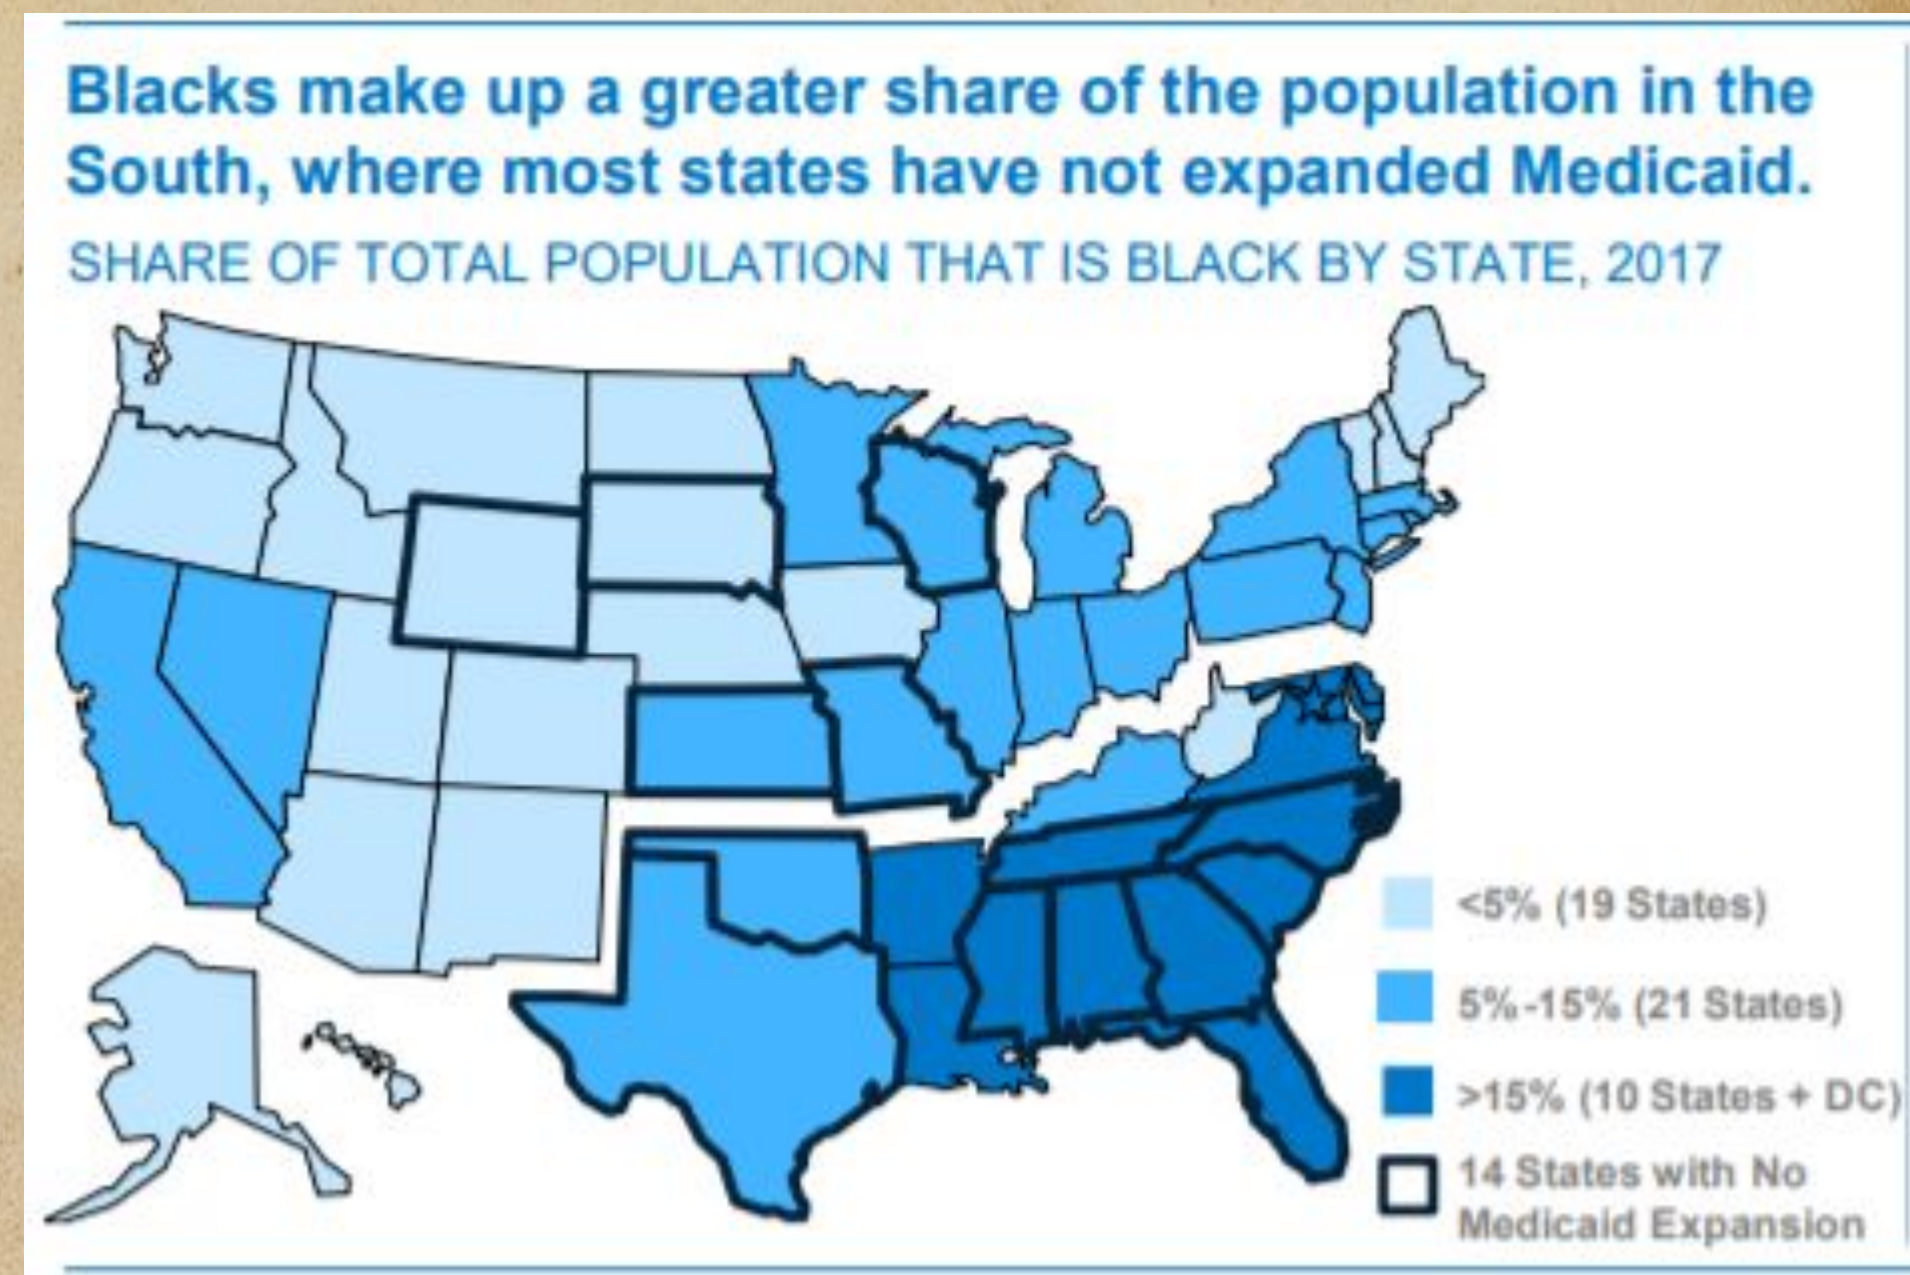 Blacks make up a greater share of the population in the
South, where most states have not expanded Medicaid.
SHARE OF TOTAL POPULATION THAT IS BLACK BY STATE, 2017
<5% (19 States)
5%-15% (21 States)
>15% (10 States + DC)
14 States with No
Medicaid Expansion